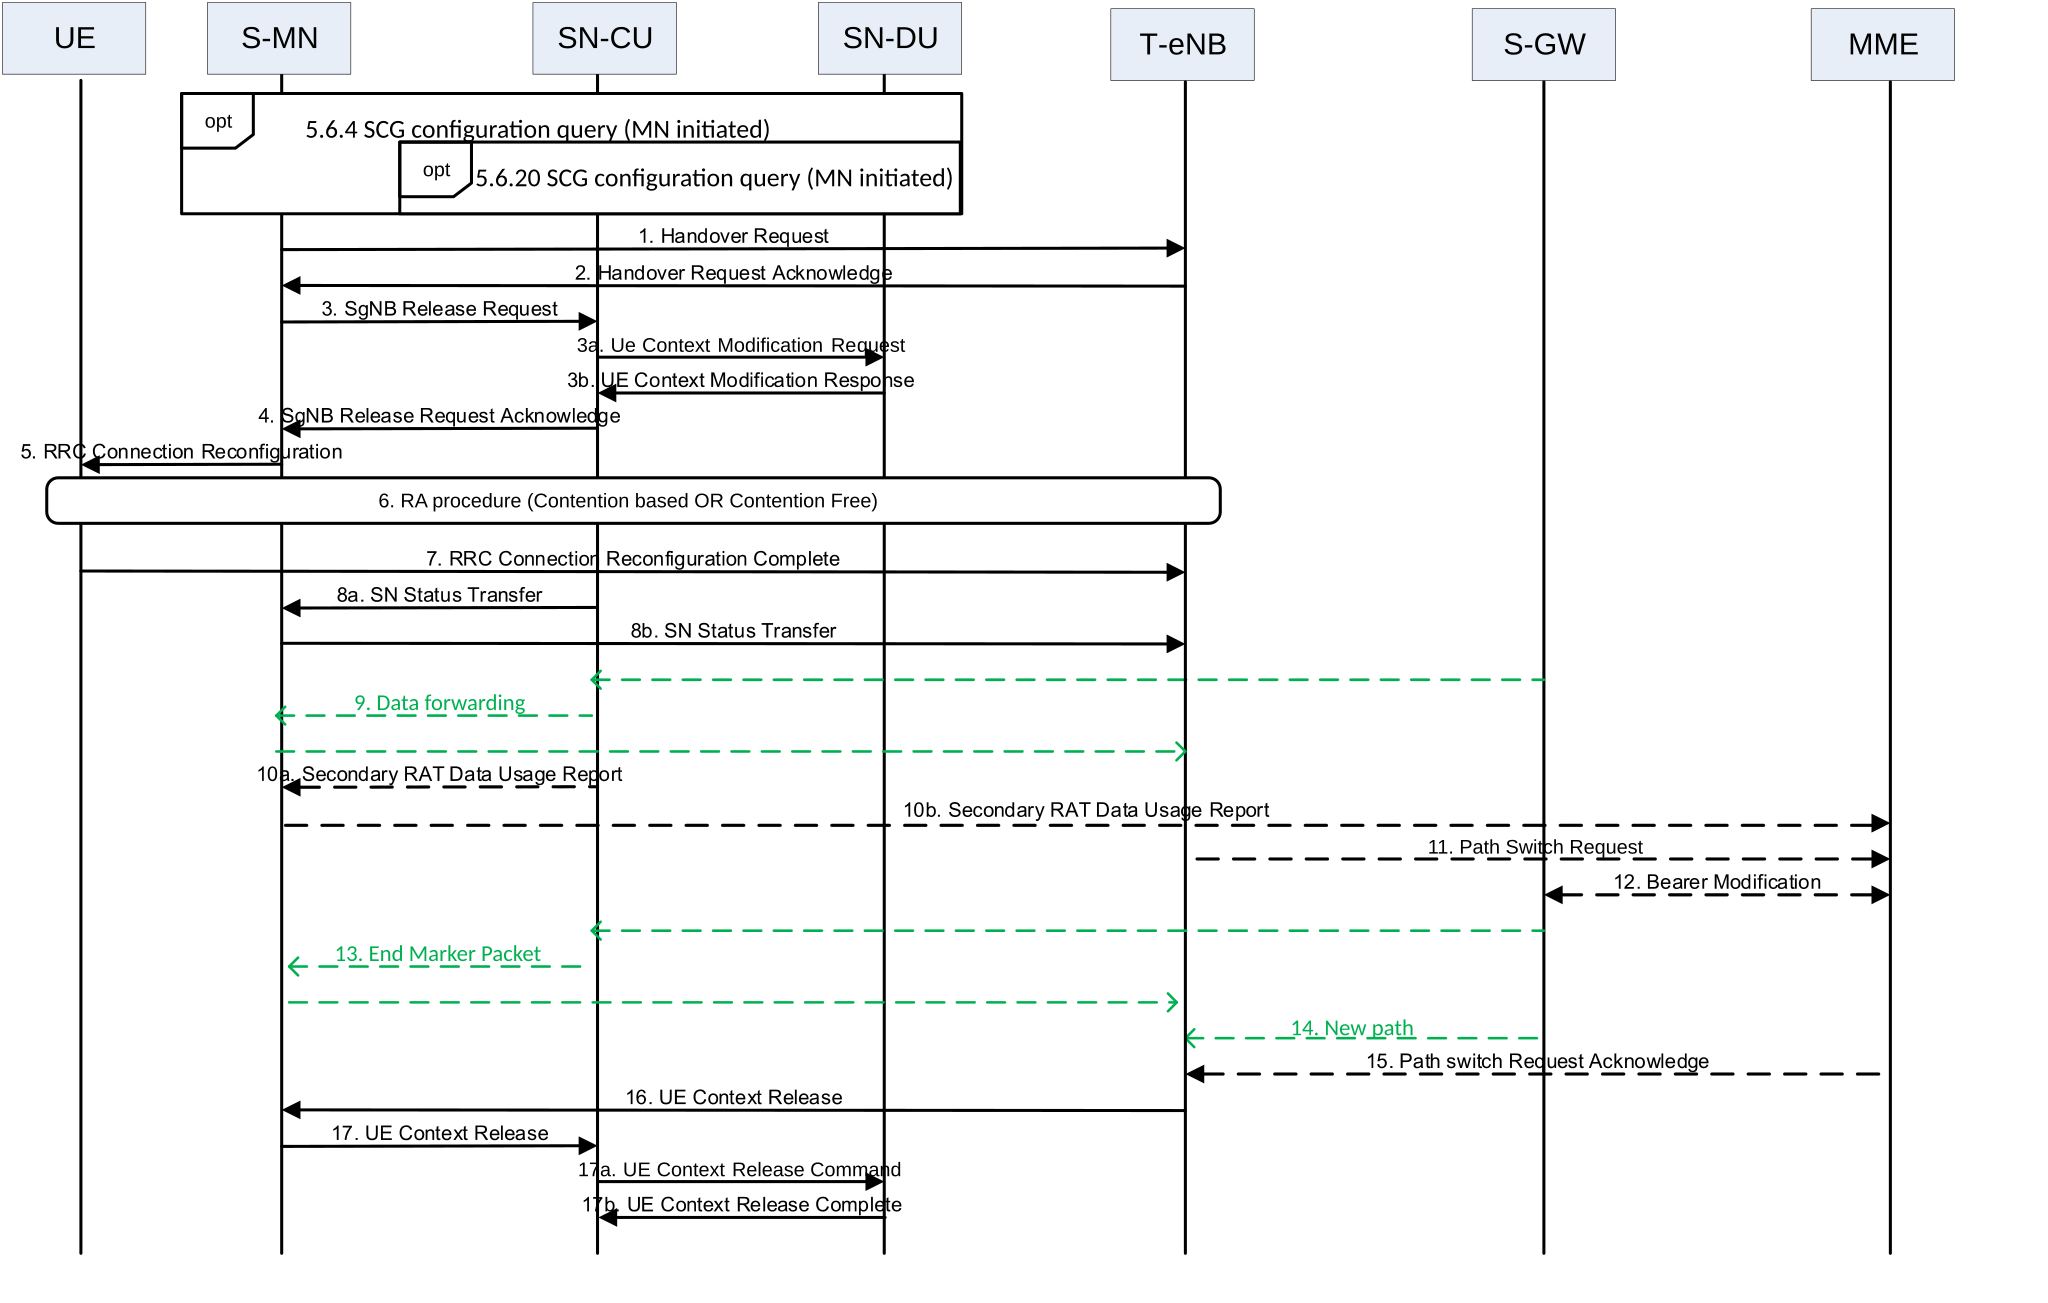 UE
S-MN
SN-CU
SN-DU
T-eNB
S-GW
MME
opt
5.6.4 SCG configuration query (MN initiated)
opt
5.6.20 SCG configuration query (MN initiated)
1. Handover Request
2. Handover Request Acknowledge
3. SgNB Release Request
3a. Ue Context Modification Request
3b. UE Context Modification Response
4. SgNB Release Request Acknowledge
5. RRC Connection Reconfiguration
6. RA procedure (Contention based OR Contention Free)
7. RRC Connection Reconfiguration Complete
8a. SN Status Transfer
8b. SN Status Transfer
9. Data forwarding
10a. Secondary RAT Data Usage Report
10b. Secondary RAT Data Usage Report
11. Path Switch Request
12. Bearer Modification
13. End Marker Packet
14. New path
15. Path switch Request Acknowledge
16. UE Context Release
17. UE Context Release
17a. UE Context Release Command
17b. UE Context Release Complete